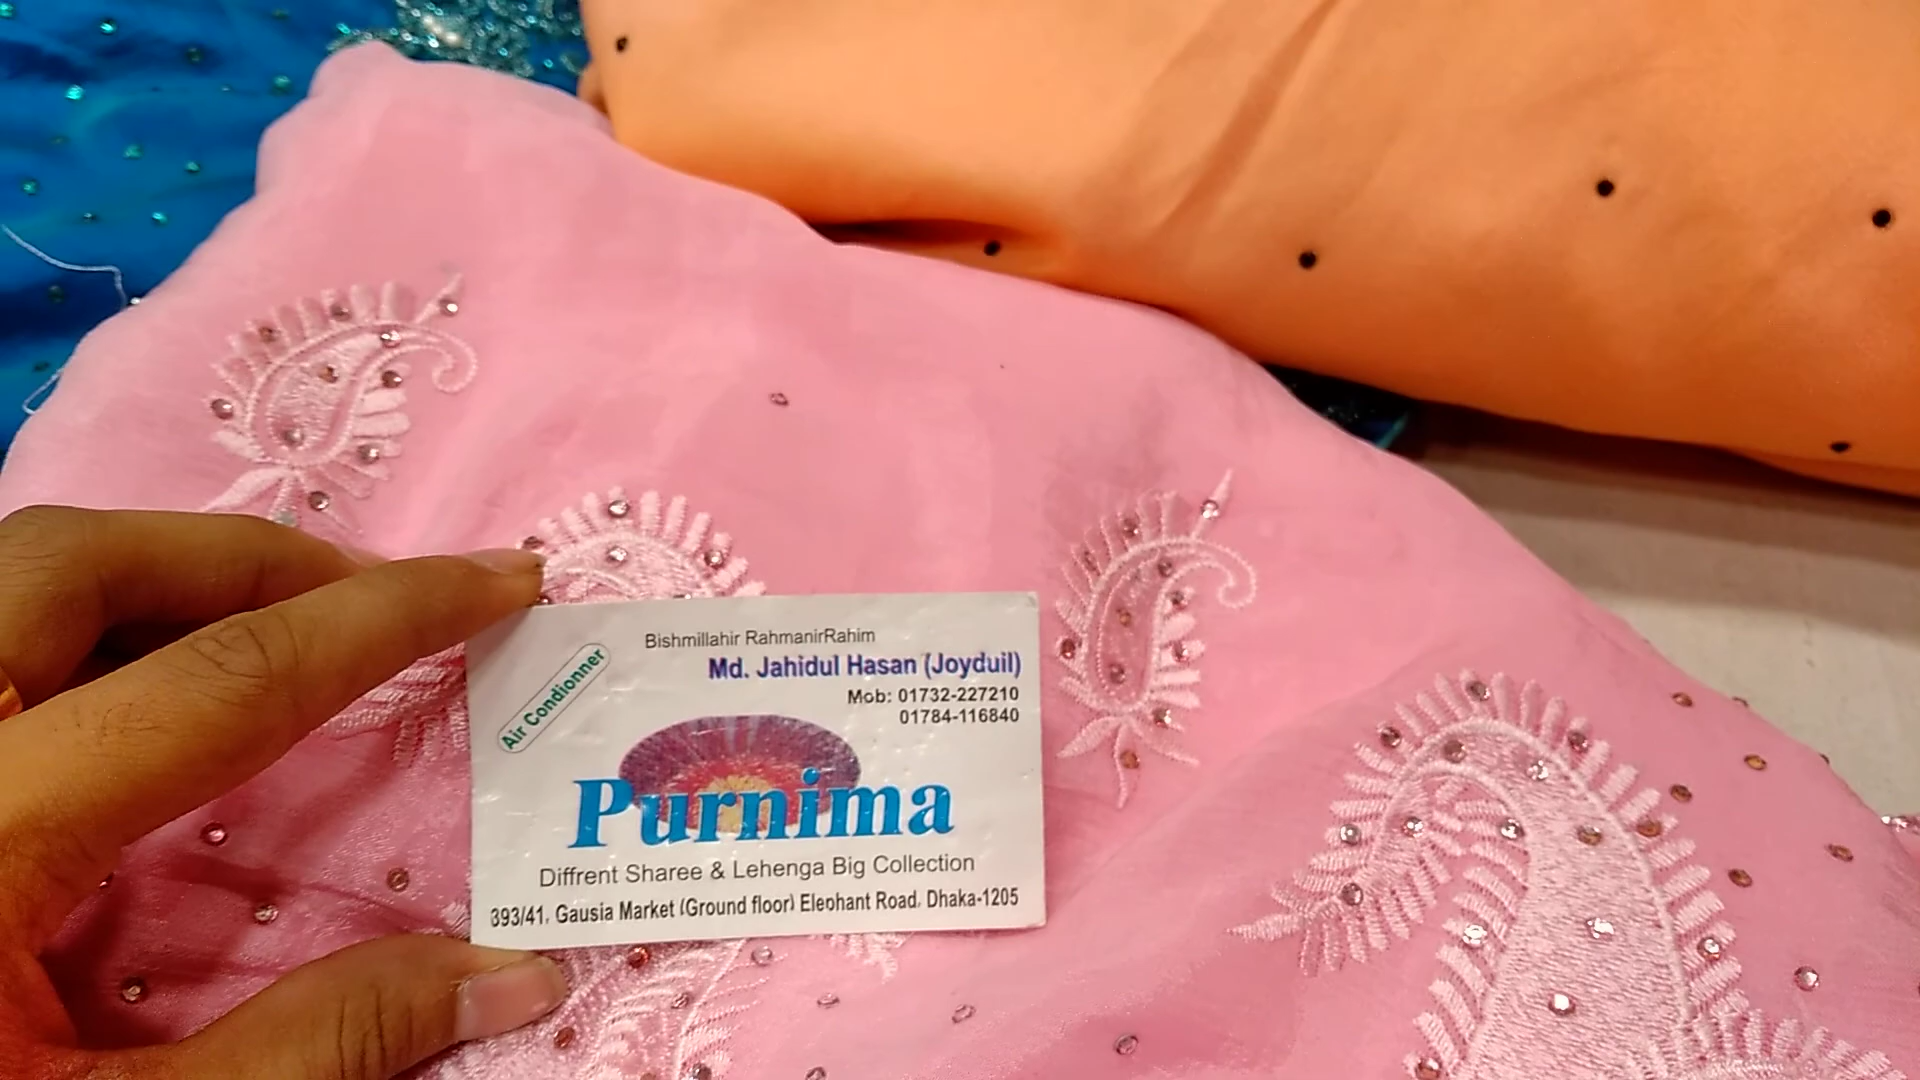 Bishmillahir RahmanirRahim
Air Condionner
Md. Jahidul Hasan (Joyduil)
Mob: 01732-227210
01784-116840
Purnima
Diffrent Sharee & Lehenga Big Collection
393/41, Gausia Market (Ground floor) Elephant Road, Dhaka-1205